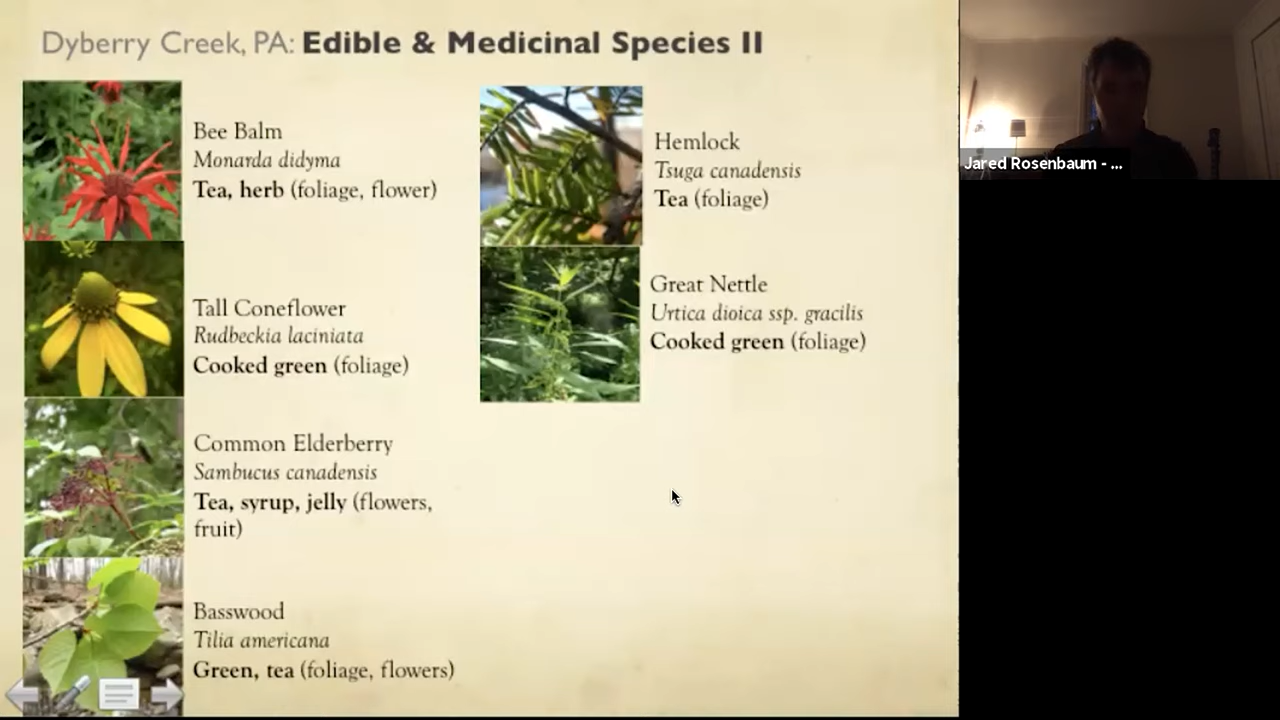 Dyberry Creek, PA: Edible & Medicinal Species II
Bee Balm
Monarda didyma
Tea, herb (foliage, flower)
Tall Coneflower
Rudbeckia laciniata
Cooked green (foliage)
Common Elderberry
Sambucus canadensis
Tea, syrup, jelly (flowers,
fruit)
Basswood
Tilia americana
Green, tea (foliage, flowers)
Hemlock
Tsuga canadensis
Tea (foliage)
Great Nettle
Urtica dioica ssp. gracilis
Cooked green (foliage)
Jared Rosenbaum - ...